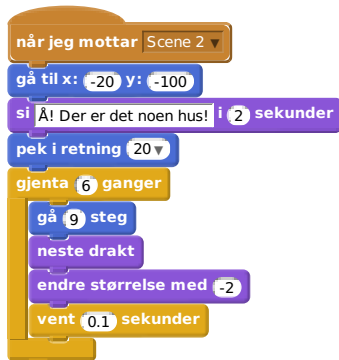 når jeg mottar Scene 2
gå til x: -20 y: -100
si Å! Der er det noen hus! i 2 sekunder
pek i retning 20
gjenta 6 ganger
gå 9 steg
neste drakt
endre størrelse med -2
vent 0.1 sekunder